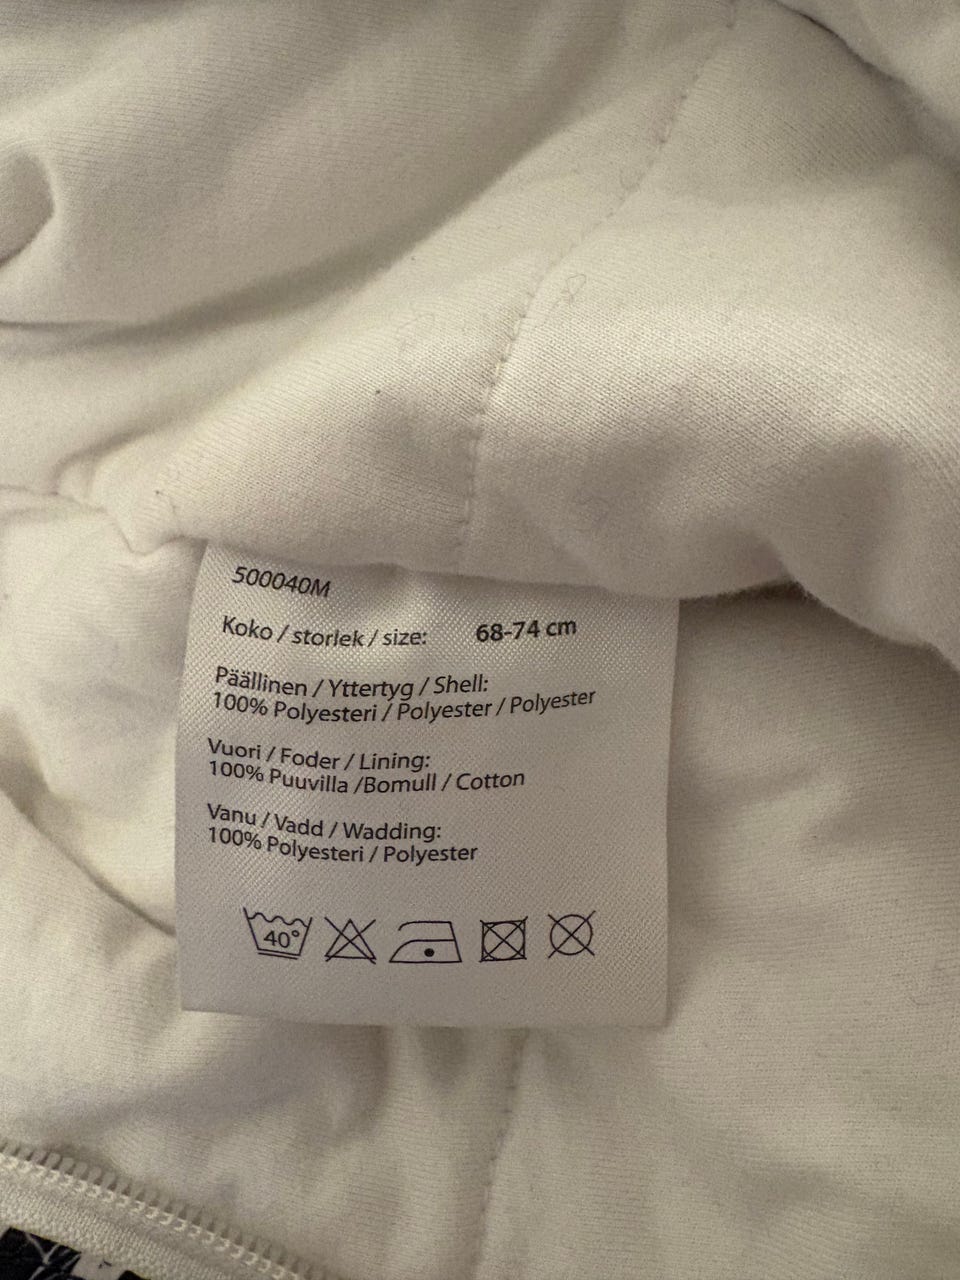 500040M
Koko / storlek / size: 68-74 cm
Päällinen / Yttertyg / Shell:
100% Polyesteri / Polyester / Polyester
Vuori / Foder / Lining:
100% Puuvilla /Bomull / Cotton
Vanu / Vadd / Wadding:
100% Polyesteri / Polyester
40°